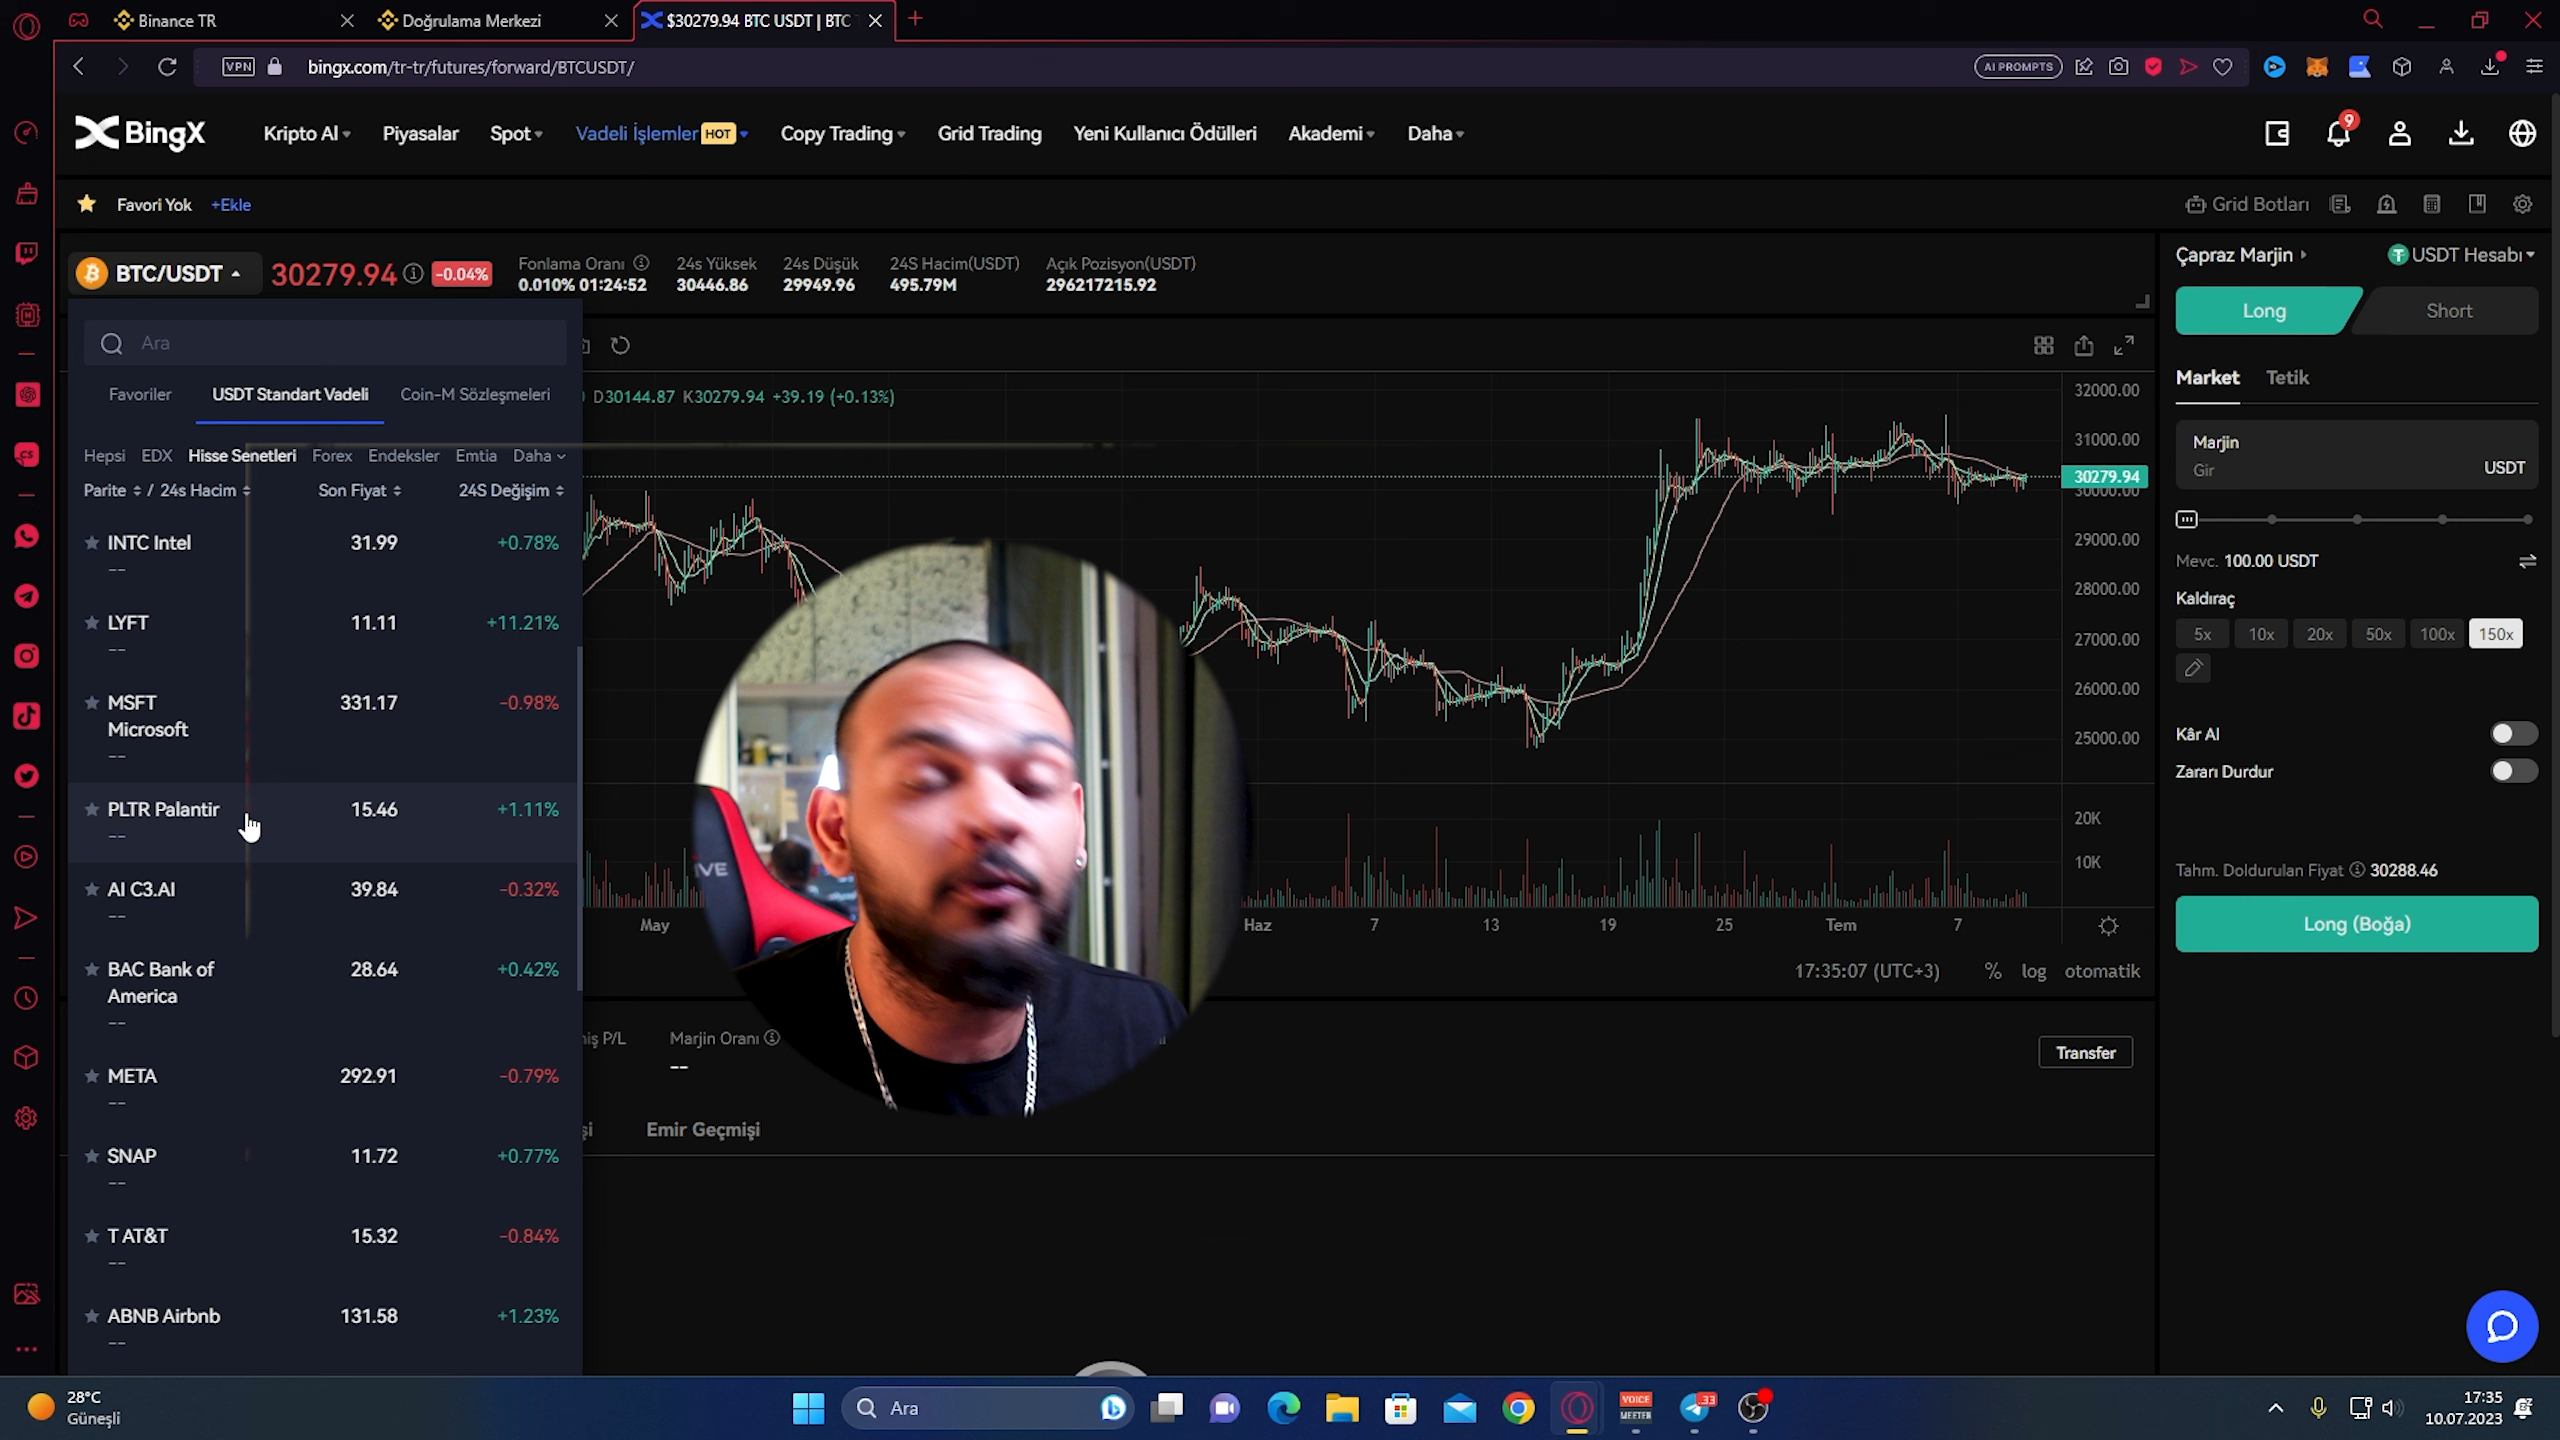 Binance TR
Doğrulama Merkezi
$30279.94 BTC USDT | BTC
VPN
bingx.com/tr-tr/futures/forward/BTCUSDT/
AI PROMPTS
BingX
Kripto Al
Piyasalar
Spot
Vadeli İşlemler HOT
Copy Trading
Grid Trading
Yeni Kullanıcı Ödülleri
Akademi
Daha
9
Favori Yok
+Ekle
Grid Botları
BTC/USDT
30279.94
-0.04%
Fonlama Oranı
0.010% 01:24:52
24s Yüksek
30446.86
24s Düşük
29949.96
24S Hacim(USDT)
495.79M
Açık Pozisyon(USDT)
296217215.92
Ara
Favoriler
USDT Standart Vadeli
Coin-M Sözleşmeleri
Hepsi EDX Hisse Senetleri Forex Endeksler Emtia Daha
Parite / 24s Hacim Son Fiyat 24S Değişim
INTC Intel 31.99 +0.78%
--
LYFT 11.11 +11.21%
--
MSFT 331.17 -0.98%
Microsoft
--
PLTR Palantir 15.46 +1.11%
--
AI C3.AI 39.84 -0.32%
--
BAC Bank of 28.64 +0.42%
America
--
META 292.91 -0.79%
--
SNAP 11.72 +0.77%
--
T AT&T 15.32 -0.84%
--
ABNB Airbnb 131.58 +1.23%
--
D30144.87 K30279.94 +39.19 (+0.13%)
32000.00
31000.00
30279.94
30000.00
29000.00
28000.00
27000.00
26000.00
25000.00
20K
10K
May
Haz
7
13
19
25
Tem
7
17:35:07 (UTC+3)
% log otomatik
P/L
Marjin Oranı
--
Transfer
Emir Geçmişi
Çapraz Marjin
USDT Hesabı
Long
Short
Market
Tetik
Marjin
Gir
USDT
Mevc. 100.00 USDT
Kaldıraç
5x 10x 20x 50x 100x 150x
Kâr Al
Zararı Durdur
Tahm. Doldurulan Fiyat 30288.46
Long (Boğa)
28°C
Güneşli
Ara
VOICE
MEETER
33
17:35
10.07.2023